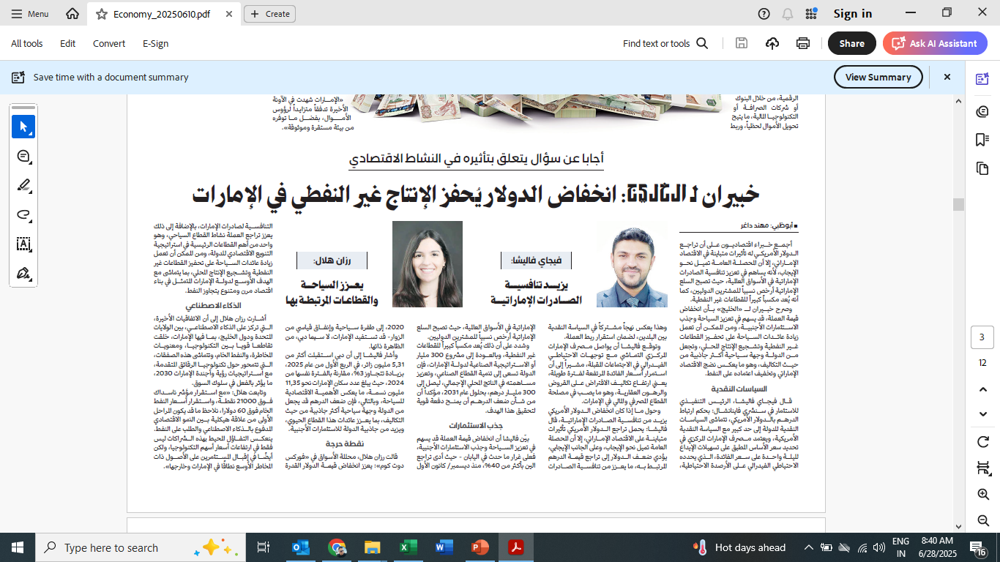 Menu
Economy_20250610.pdf
Create
Sign in
All tools
Edit
Convert
E-Sign
Find text or tools
Share
Ask AI Assistant
Save time with a document summary
View Summary
الرقمية، من خلال البنوك
أو شركات الصرافة أو
التكنولوجيا المالية، ما يتيح
تحويل الأموال لحظياً، وربط
«الإمارات شهدت في الآونة
الأخيرة تدفقاً متزايداً لرؤوس
الأموال، بفضل ما توفره
من بيئة مستقرة وموثوقة».
أجابا عن سؤال يتعلق بتأثيره في النشاط الاقتصادي
خبيران لـ الخليج: انخفاض الدولار يُحفز الإنتاج غير النفطي في الإمارات
■ أبوظبي: مهند داغر
أجمع خبراء اقتصاديون على أن تراجع
الدولار الأمريكي له تأثيرات متباينة في الاقتصاد
الإماراتي، إلا أن المحصلة العامة تميل نحو
الإيجاب، لأنه يساهم في تعزيز تنافسية الصادرات
الإماراتية في الأسواق العالمية، حيث تصبح السلع
الإماراتية أرخص نسبياً للمشترين الدوليين، كما
أنه يُعد مكسباً كبيراً للقطاعات غير النفطية.
وصرح خبيران لـ «الخليج» بأن انخفاض
قيمة العملة، قد يسهم في تعزيز السياحة وجذب
الاستثمارات الأجنبية، ومن الممكن أن تعمل
زيادة عائدات السياحة على تحفيز القطاعات
غير النفطية وتشجيع الإنتاج المحلي، وتجعل
من الدولة وجهة سياحية أكثر جاذبية من
حيث التكاليف، وهو ما يعكس نضج الاقتصاد
الإماراتي وتخفيف اعتماده على النفط.
السياسات النقدية
قال فيجاي فاليشا، الرئيس التنفيذي
للاستثمار في سنشري فاينانشال: بحكم ارتباط
الدرهم بالدولار الأمريكي، تتماشى السياسات
النقدية للدولة إلى حد كبير مع السياسة النقدية
الأمريكية، ويعتمد مصرف الإمارات المركزي في
تحديد سعر الأساس المطبق على تسهيلات الإيداع
لليلة واحدة على سعر الفائدة، الذي يحدده
الاحتياطي الفيدرالي على الأرصدة الاحتياطية،
فيجاي فاليشا:
يزيد تنافسية
الصادرات الإماراتية
وهذا يعكس نهجاً مشتركاً في السياسة النقدية
بين البلدين، لضمان استقرار ربط العملة.
وتوقع فاليشا أن يواصل مصرف الإمارات
المركزي التماشي مع توجهات الاحتياطي
الفيدرالي في الاجتماعات المقبلة، مشيراً إلى أن
استمرار أسعار الفائدة المرتفعة لفترة طويلة،
يعني ارتفاع تكاليف الاقتراض على القروض
والرهون العقارية، وهو ما يصب في مصلحة
القطاع المصرفي والمالي في الإمارات.
وحول ما إذا كان انخفاض الدولار الأمريكي
يزيد من تنافسية الصادرات الإماراتية، قال
فاليشا: يحمل تراجع الدولار الأمريكي تأثيرات
متباينة على الاقتصاد الإماراتي، إلا أن المحصلة
العامة تميل نحو الإيجاب، وعلى الجانب الإيجابي،
يؤدي ضعف الدولار إلى تراجع قيمة الدرهم
المرتبط به، ما يعزز من تنافسية الصادرات
الإماراتية في الأسواق العالمية، حيث تصبح السلع
الإماراتية أرخص نسبياً للمشترين الدوليين.
وشدد على أن ذلك يُعد مكسباً كبيراً للقطاعات
غير النفطية، وبالعودة إلى مشروع 300 مليار
أو الاستراتيجية الصناعية لدولة الإمارات، فإن
الدولة تسعى إلى تنمية القطاع الصناعي، وتعزيز
مساهمته في الناتج المحلي الإجمالي، ليصل إلى
300 مليار درهم، بحلول عام 2031، مؤكداً أن
من شأن ضعف الدرهم أن يمنح دفعة قوية
لتحقيق هذا الهدف.
جذب الاستثمارات
بيّن فاليشا أن انخفاض قيمة العملة قد يسهم
في تعزيز السياحة وجذب الاستثمارات الأجنبية،
فعلى غرار ما حدث في اليابان - حيث أدى تراجع
الين بأكثر من 40%، منذ ديسمبر/ كانون الأول
رزان هلال:
يعزز السياحة
والقطاعات المرتبطة بها
2020، إلى طفرة سياحية وإنفاق قياسي من
الزوار- قد تستفيد الإمارات، لا سيما دبي، من
الظاهرة ذاتها.
وأشار فاليشا إلى أن دبي استقبلت أكثر من
5,31 مليون زائر، في الربع الأول من عام 2025،
بزيادة تتجاوز 3%، مقارنة بالفترة نفسها من
2024، حيث يبلغ عدد سكان الإمارات نحو 11,35
مليون نسمة، ما يعكس الأهمية الاقتصادية
للسياحة، وبالتالي، فإن ضعف الدرهم قد يجعل
من الدولة وجهة سياحية أكثر جاذبية من حيث
التكاليف، بما يعزز عائدات هذا القطاع الحيوي،
ويزيد من جاذبية الدولة للاستثمارات الأجنبية.
نقطة حرجة
قالت رزان هلال، محللة الأسواق في «فوركس
دوت كوم»: يعزز انخفاض قيمة الدولار القدرة
التنافسية لصادرات الإمارات، بالإضافة إلى ذلك
يعزز تراجع العملة نشاط القطاع السياحي، وهو
واحد من أهم القطاعات الرئيسية في استراتيجية
التنويع الاقتصادي للدولة، ومن الممكن أن تعمل
زيادة عائدات السياحة على تحفيز القطاعات غير
النفطية وتشجيع الإنتاج المحلي، بما يتماشى مع
الهدف الأوسع لدولة الإمارات المتمثل في بناء
اقتصاد مرن ومتنوع يتجاوز النفط.
الذكاء الاصطناعي
أشارت رزان هلال إلى أن الاتفاقيات الأخيرة،
التي تركز على الذكاء الاصطناعي، بين الولايات
المتحدة ودول الخليج، بما فيها الإمارات، خلقت
تقاطعاً قوياً بين التكنولوجيا، ومعنويات
المخاطرة، والنفط الخام، وتتماشى هذه الصفقات،
التي تتمحور حول تكنولوجيا الرقائق المتقدمة،
مع استراتيجيات رؤية وأجندة الإمارات 2030،
ما يؤثر بالفعل في سلوك السوق.
وتابعت هلال: «مع استقرار مؤشر ناسداك
فوق 21000 نقطة، واستقرار أسعار النفط
الخام فوق 60 دولارا، نلاحظ ما قد يكون المراحل
الأولى من علاقة هيكلية بين النمو الاقتصادي
المدفوع بالذكاء الاصطناعي والطلب على النفط.
ينعكس التفاؤل المحيط بهذه الشراكات ليس
فقط في ارتفاعات أسعار أسهم التكنولوجيا، ولكن
أيضًا في إقبال المستثمرين على الأصول ذات
المخاطر الأوسع نطاقًا في الإمارات وخارجها».
3
12
Type here to search
Hot days ahead
ENG
IN
8:40 AM
6/28/2025
16